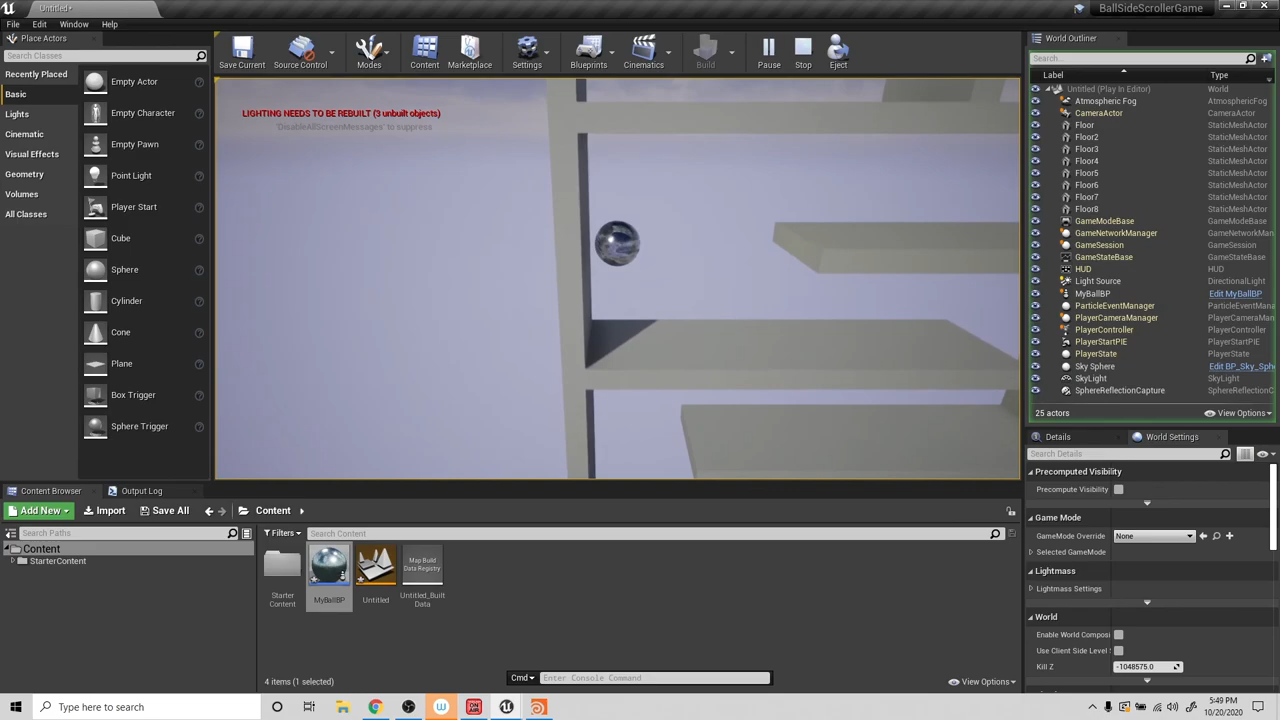 Untitled*
BallSideScrollerGame
File Edit Window Help
Place Actors
Search Classes
Recently Placed
Basic
Lights
Cinematic
Visual Effects
Geometry
Volumes
All Classes
Empty Actor
Empty Character
Empty Pawn
Point Light
Player Start
Cube
Sphere
Cylinder
Cone
Plane
Box Trigger
Sphere Trigger
Save Current
Source Control
Modes
Content
Marketplace
Settings
Blueprints
Cinematics
Build
Pause
Stop
Eject
LIGHTING NEEDS TO BE REBUILT (3 unbuilt objects)
'DisableAllScreenMessages' to suppress
World Outliner
Search...
Label Type
Untitled (Play In Editor) World
Atmospheric Fog AtmosphericFog
CameraActor CameraActor
Floor StaticMeshActor
Floor2 StaticMeshActor
Floor3 StaticMeshActor
Floor4 StaticMeshActor
Floor5 StaticMeshActor
Floor6 StaticMeshActor
Floor7 StaticMeshActor
Floor8 StaticMeshActor
GameModeBase GameModeBase
GameNetworkManager GameNetworkMan
GameSession GameSession
GameStateBase GameStateBase
HUD HUD
Light Source DirectionalLight
MyBallBP Edit MyBallBP
ParticleEventManager ParticleEventMana
PlayerCameraManager PlayerCameraMan
PlayerController PlayerController
PlayerStartPIE PlayerStartPIE
PlayerState PlayerState
Sky Sphere Edit BP_Sky_Sph
SkyLight SkyLight
SphereReflectionCapture SphereReflectionC
25 actors View Options
Details World Settings
Search Details
Precomputed Visibility
Precompute Visibility
Game Mode
GameMode Override None
Selected GameMode
Lightmass
Lightmass Settings
World
Enable World Composi
Use Client Side Level S
Kill Z -1048575.0
Content Browser Output Log
Add New Import Save All Content
Search Paths
Filters Search Content
Content
StarterContent
Starter
Content
MyBallBP
Untitled
Map Build
Data Registry
Untitled_Built
Data
4 items (1 selected)
View Options
Cmd Enter Console Command
Type here to search
5:49 PM
10/20/2020